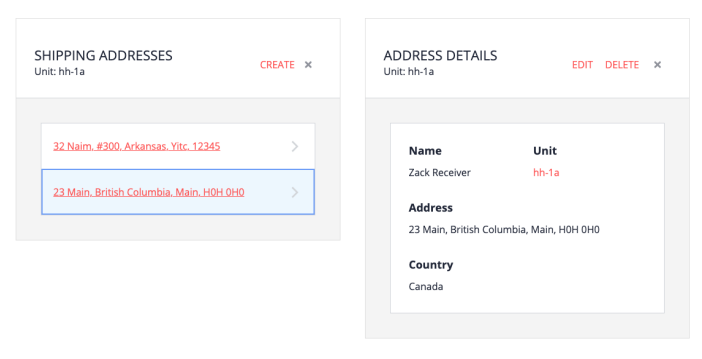 SHIPPING ADDRESSES
Unit: hh-1a
CREATE
32 Naim, #300, Arkansas, Yitc, 12345
23 Main, British Columbia, Main, H0H 0H0
ADDRESS DETAILS
Unit: hh-1a
EDIT DELETE
Name Unit
Zack Receiver hh-1a
Address
23 Main, British Columbia, Main, H0H 0H0
Country
Canada